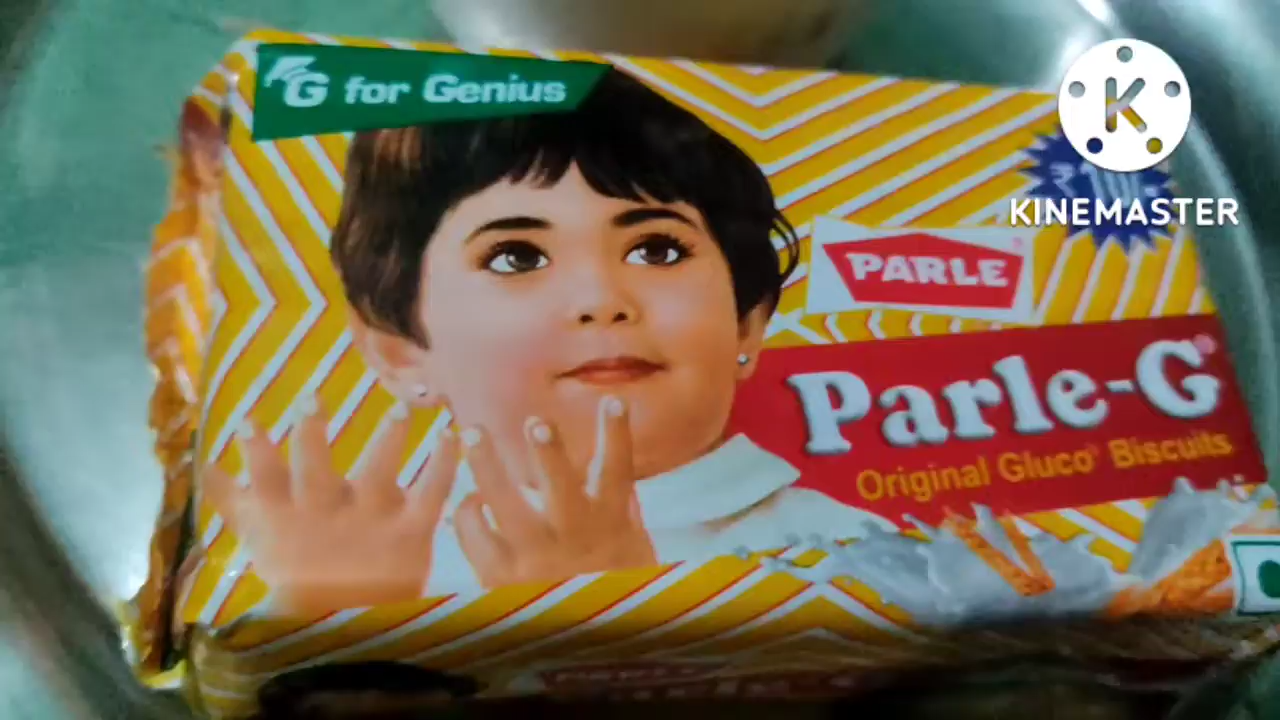 G for Genius
KINEMASTER
PARLE
Parle-G
Original Gluco Biscuits